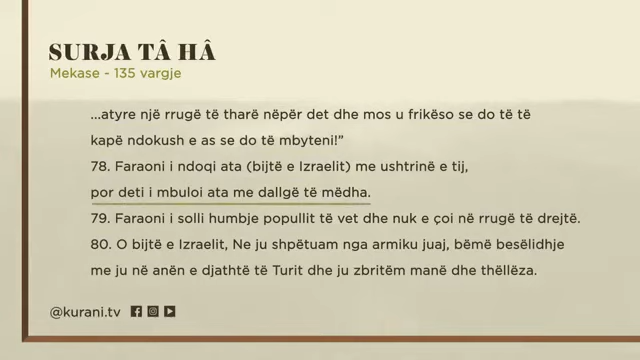 SURJA TÂ HÂ
Mekase - 135 vargje
...atyre një rrugë të tharë nëpër det dhe mos u frikëso se do të të
kapë ndokush e as se do të mbyteni!”
78. Faraoni i ndoqi ata (bijtë e Izraelit) me ushtrinë e tij,
por deti i mbuloi ata me dallgë të mëdha.
79. Faraoni i solli humbje popullit të vet dhe nuk e çoi në rrugë të drejtë.
80. O bijtë e Izraelit, Ne ju shpëtuam nga armiku juaj, bëmë besëlidhje
me ju në anën e djathtë të Turit dhe ju zbritëm manë dhe thëllëza.
@kurani.tv